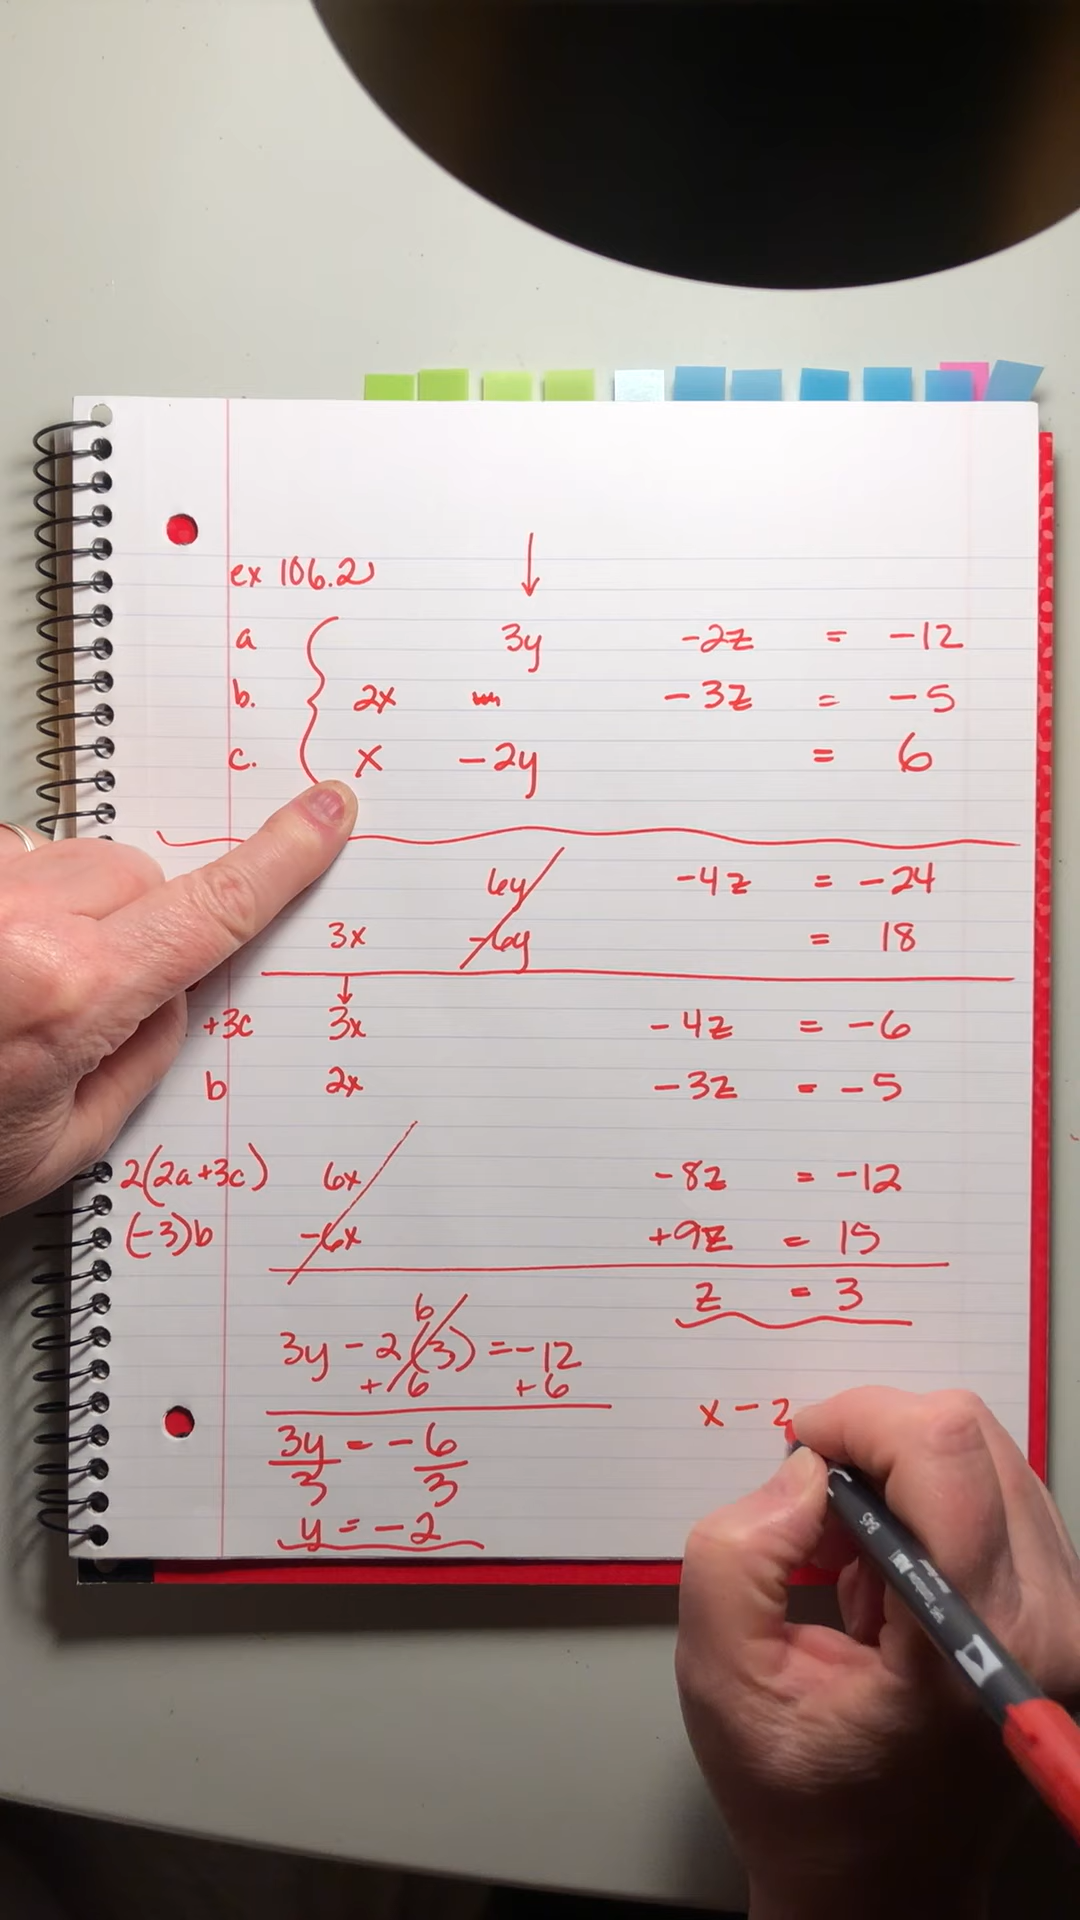 ex 106.2
a 3y -2z = -12
b. 2x -3z = -5
c. x -2y = 6
6y -4z = -24
3x -6y = 18
+3c 3x -4z = -6
b 2x -3z = -5
2(2a+3c) 6x -8z = -12
(-3)b -6x +9z = 15
z = 3
6
3y - 2(3) = -12
+6 +6
x - 2
3y = -6
3 3
y = -2